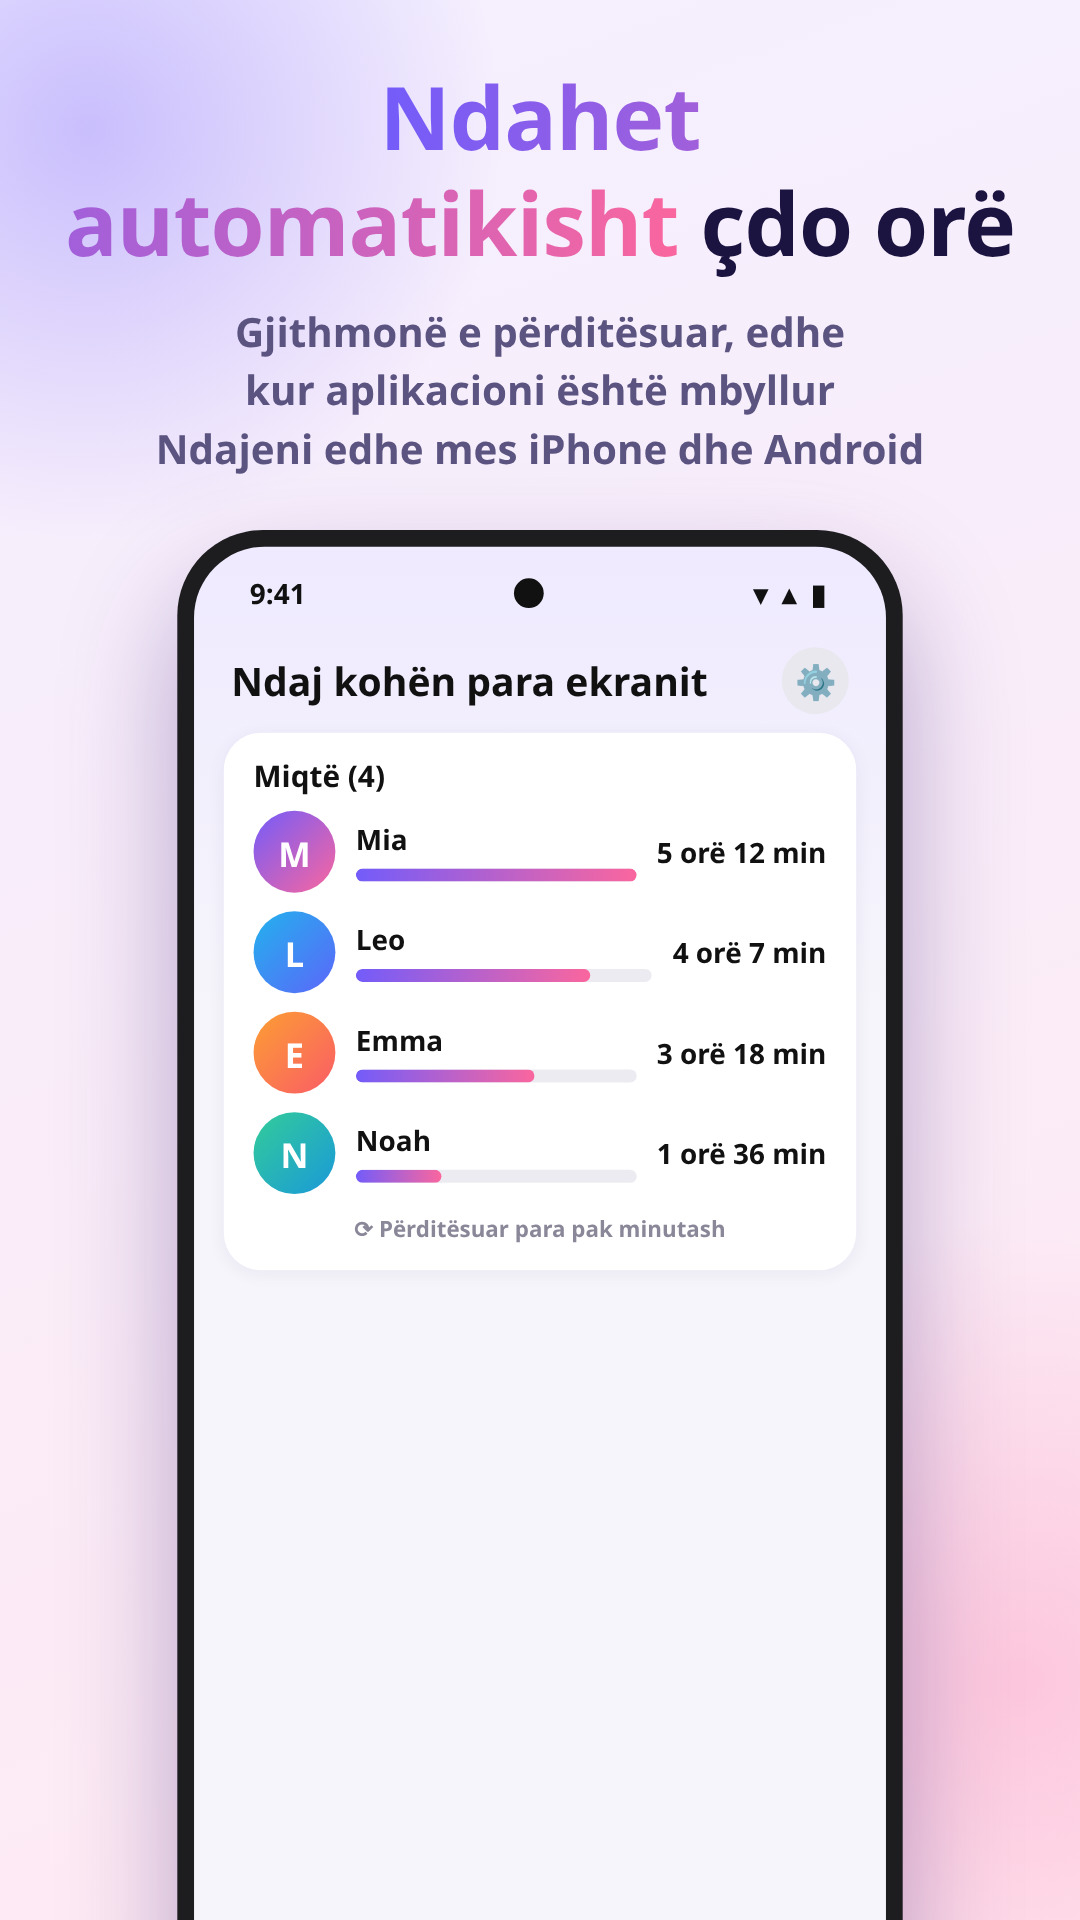 Ndahet
automatikisht çdo orë
Gjithmonë e përditësuar, edhe
kur aplikacioni është mbyllur
Ndajeni edhe mes iPhone dhe Android
9:41
Ndaj kohën para ekranit
Miqtë (4)
M
Mia
5 orë 12 min
L
Leo
4 orë 7 min
E
Emma
3 orë 18 min
N
Noah
1 orë 36 min
⟳ Përditësuar para pak minutash